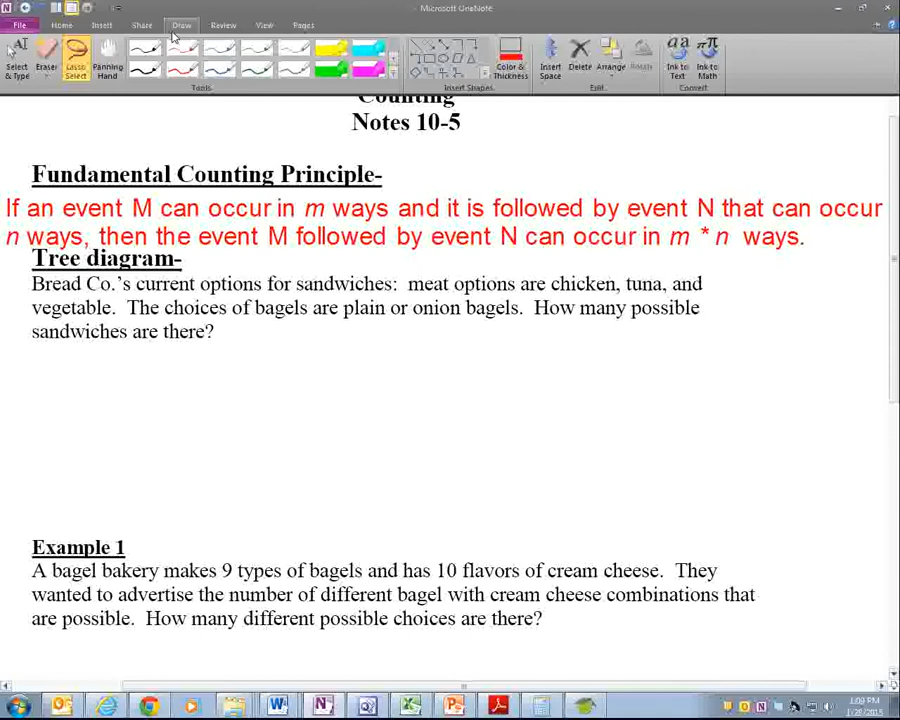 Microsoft OneNote
File Home Insert Share Draw Review View Pages
Select & Type
Eraser
Lasso Select
Panning Hand
Color & Thickness
Insert Space
Delete
Arrange
Rotate
Ink to Text
Ink to Math
Tools
Insert Shapes
Edit
Convert
Counting
Notes 10-5
Fundamental Counting Principle-
If an event M can occur in m ways and it is followed by event N that can occur
n ways, then the event M followed by event N can occur in m * n ways.
Tree diagram-
Bread Co.'s current options for sandwiches: meat options are chicken, tuna, and
vegetable. The choices of bagels are plain or onion bagels. How many possible
sandwiches are there?
Example 1
A bagel bakery makes 9 types of bagels and has 10 flavors of cream cheese. They
wanted to advertise the number of different bagel with cream cheese combinations that
are possible. How many different possible choices are there?
1:09 PM